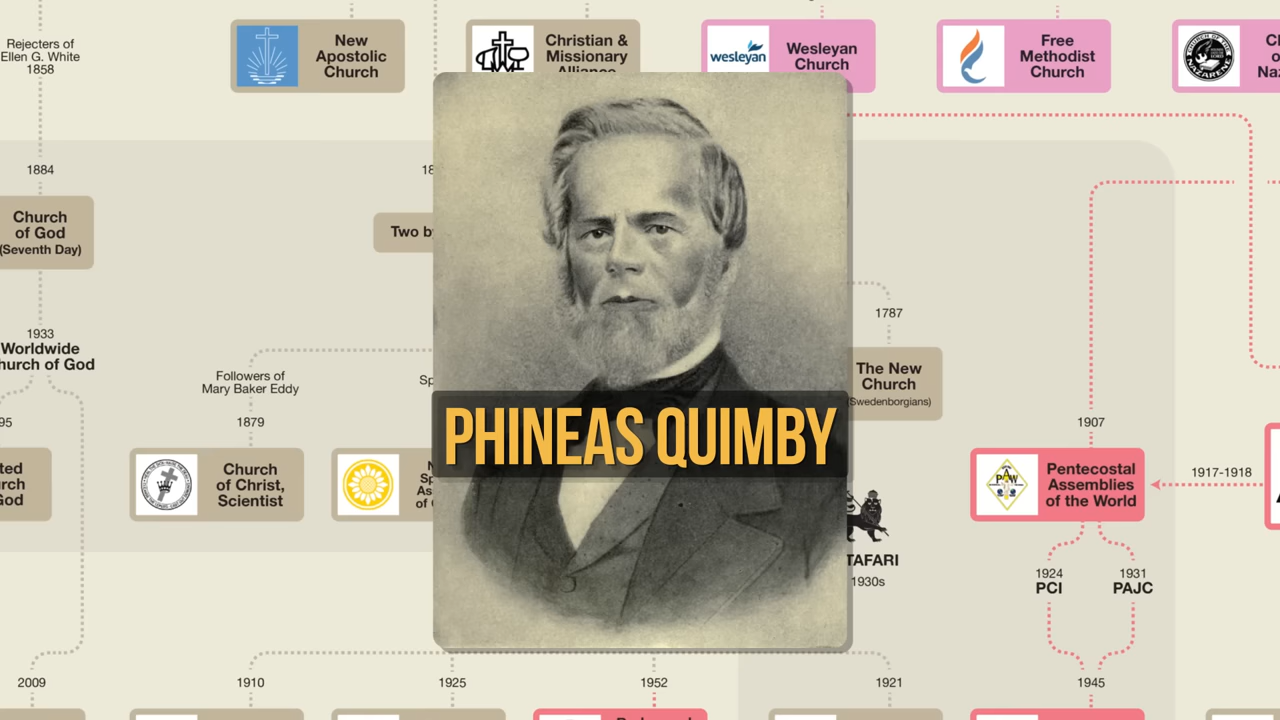 Rejecters of
Ellen G. White
1858
New
Apostolic
Church
Christian &
Missionary
Alliance
wesleyan
Wesleyan
Church
Free
Methodist
Church
NAZARENE
1884
Church
of God
(Seventh Day)
Two
1933
Worldwide
Church of God
Followers of
Mary Baker Eddy
1879
Church
of Christ,
Scientist
PHINEAS QUIMBY
1787
The New
Church
(Swedenborgians)
1930s
1907
PAW
Pentecostal
Assemblies
of the World
1917-1918
1924
PCI
1931
PAJC
2009
1910
1925
1952
1921
1945